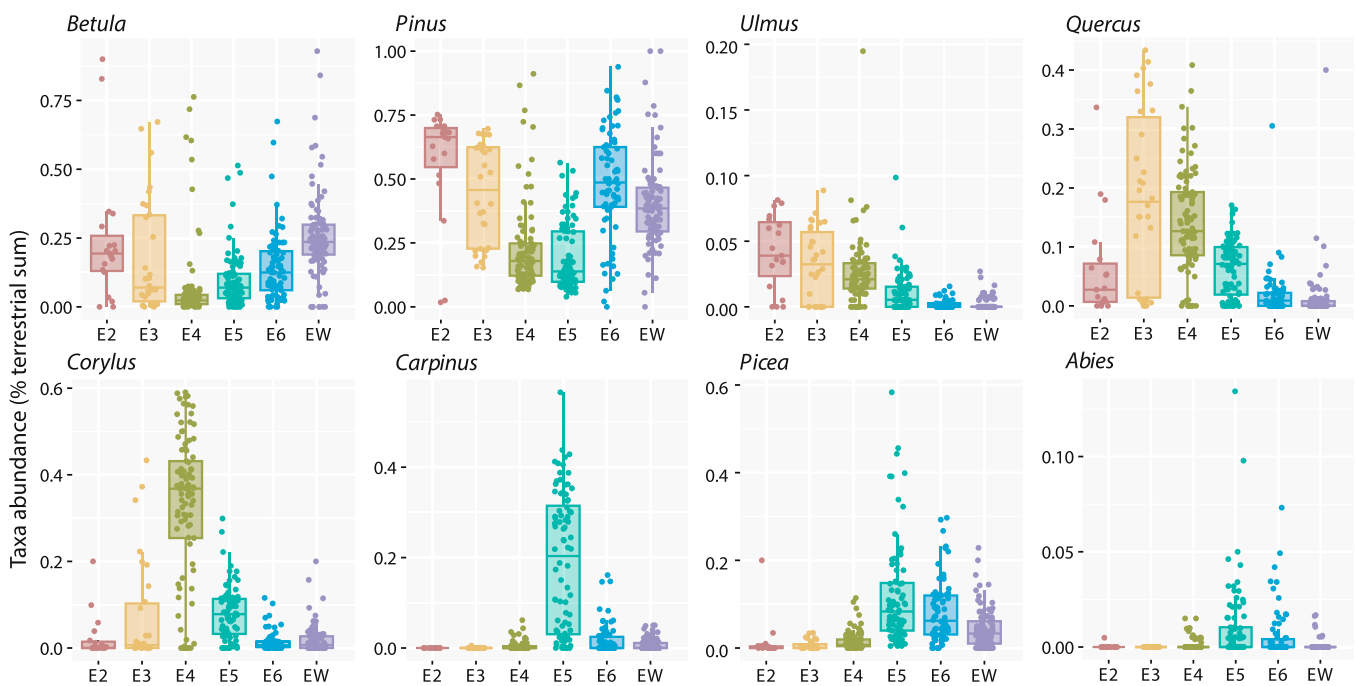 Betula Pinus Ulmus Quercus
0.75 0.50 0.25 0.00
1.00 0.75 0.50 0.25 0.00
0.20 0.15 0.10 0.05 0.00
0.4 0.3 0.2 0.1 0.0
E2 E3 E4 E5 E6 EW
E2 E3 E4 E5 E6 EW
E2 E3 E4 E5 E6 EW
E2 E3 E4 E5 E6 EW
Taxa abundance (% terrestrial sum)
Corylus Carpinus Picea Abies
0.6 0.4 0.2 0.0
0.4 0.2 0.0
0.6 0.4 0.2 0.0
0.10 0.05 0.00
E2 E3 E4 E5 E6 EW
E2 E3 E4 E5 E6 EW
E2 E3 E4 E5 E6 EW
E2 E3 E4 E5 E6 EW